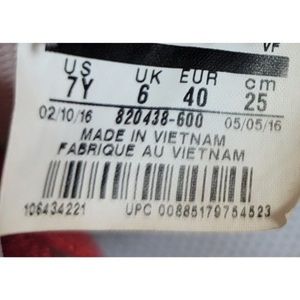 VF
US UK EUR cm
7Y 6 40 25
02/10/16 820438-600 05/05/16
MADE IN VIETNAM
FABRIQUE AU VIETNAM
106434221 UPC 00885179754523